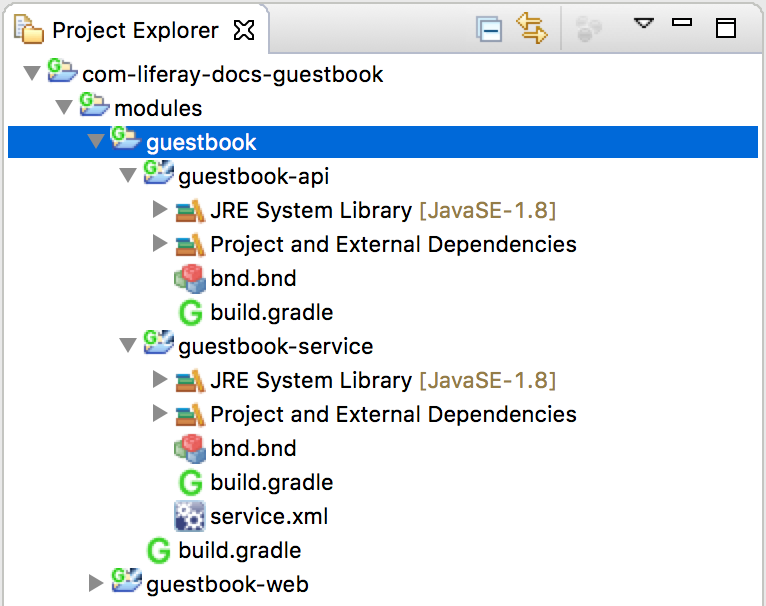 Project Explorer
com-liferay-docs-guestbook
modules
guestbook
guestbook-api
JRE System Library [JavaSE-1.8]
Project and External Dependencies
bnd.bnd
build.gradle
guestbook-service
JRE System Library [JavaSE-1.8]
Project and External Dependencies
bnd.bnd
build.gradle
service.xml
build.gradle
guestbook-web